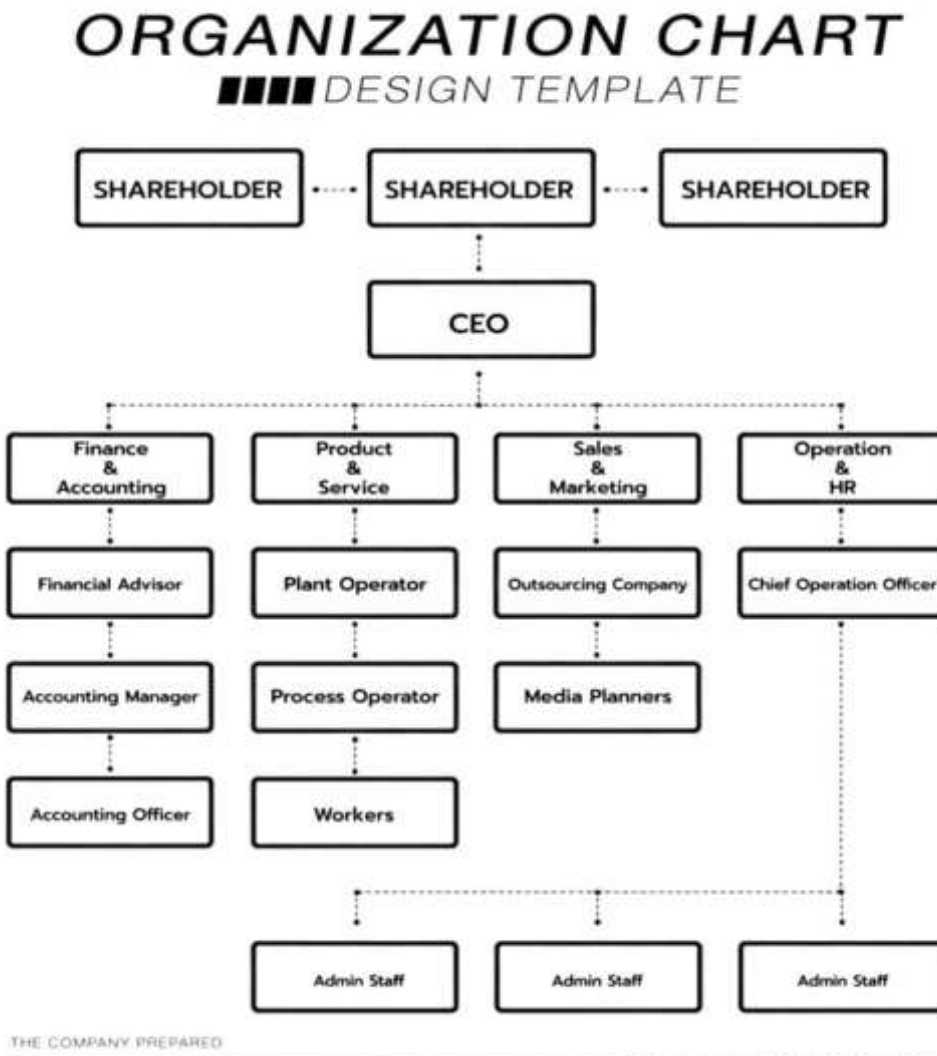 ORGANIZATION CHART
DESIGN TEMPLATE
SHAREHOLDER
SHAREHOLDER
SHAREHOLDER
CEO
Finance
&
Accounting
Product
&
Service
Sales
&
Marketing
Operation
&
HR
Financial Advisor
Plant Operator
Outsourcing Company
Chief Operation Officer
Accounting Manager
Process Operator
Media Planners
Accounting Officer
Workers
Admin Staff
Admin Staff
Admin Staff
THE COMPANY PREPARED